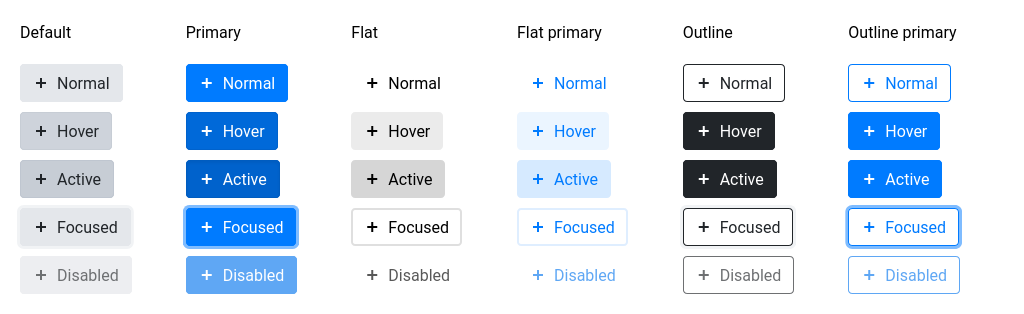 Default Primary Flat Flat primary Outline Outline primary
+ Normal + Normal + Normal + Normal + Normal + Normal
+ Hover + Hover + Hover + Hover + Hover + Hover
+ Active + Active + Active + Active + Active + Active
+ Focused + Focused + Focused + Focused + Focused + Focused
+ Disabled + Disabled + Disabled + Disabled + Disabled + Disabled